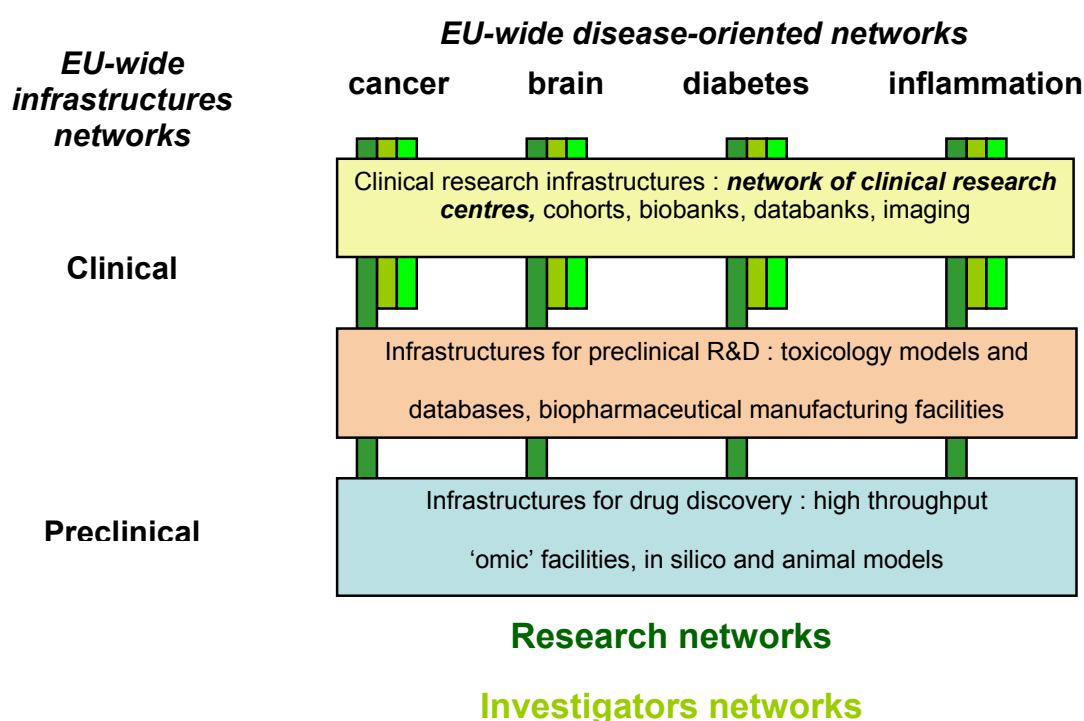 EU-wide disease-oriented networks
EU-wide
infrastructures
networks
cancer brain diabetes inflammation
Clinical research infrastructures : network of clinical research
centres, cohorts, biobanks, databanks, imaging
Clinical
Infrastructures for preclinical R&D : toxicology models and
databases, biopharmaceutical manufacturing facilities
Infrastructures for drug discovery : high throughput
Preclinical
‘omic’ facilities, in silico and animal models
Research networks
Investigators networks